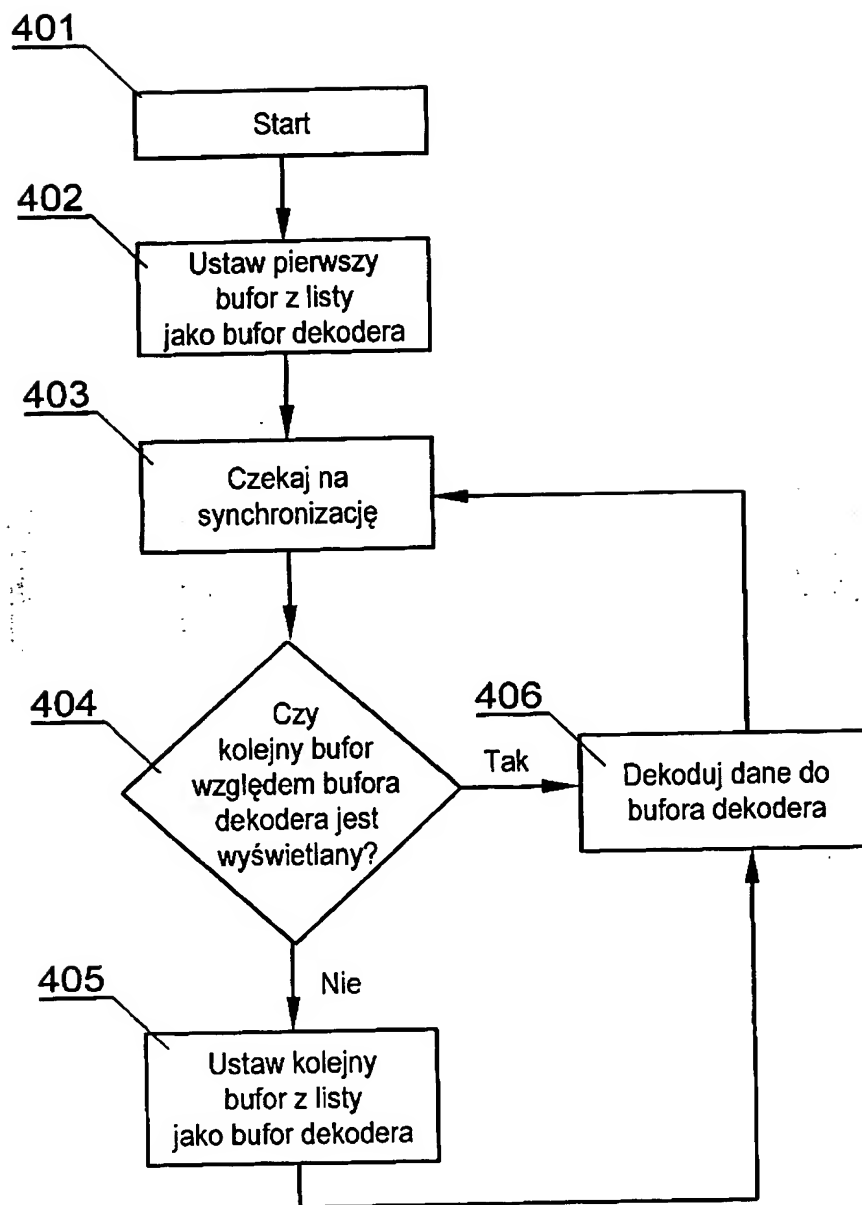 401
Start
402
Ustaw pierwszy
bufor z listy
jako bufor dekodera
403
Czekaj na
synchronizację
404
Czy
kolejny bufor
względem bufora
dekodera jest
wyświetlany?
Tak
406
Dekoduj dane do
bufora dekodera
Nie
405
Ustaw kolejny
bufor z listy
jako bufor dekodera